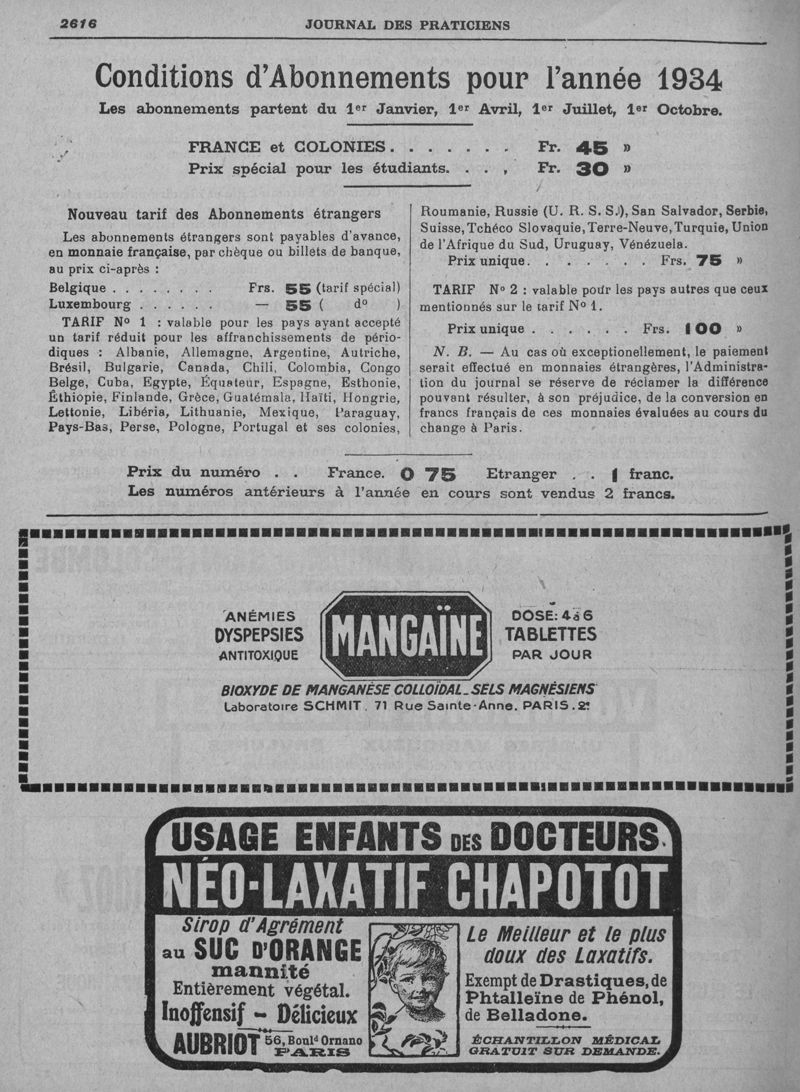 2616
JOURNAL DES PRATICIENS
Conditions d'Abonnements pour l'année 1934
Les abonnements partent du 1er Janvier, 1er Avril, 1er Juillet, 1er Octobre.
FRANCE et COLONIES. . . . . . . Fr. 45 »
Prix spécial pour les étudiants. . . , Fr. 30 »
Nouveau tarif des Abonnements étrangers
Les abonnements étrangers sont payables d'avance,
en monnaie française, par chèque ou billets de banque,
au prix ci-après :
Belgique . . . . . . . . Frs. 55 (tarif spécial)
Luxembourg . . . . . . — 55 ( do )
TARIF No 1 : valable pour les pays ayant accepté
un tarif réduit pour les affranchissements de pério-
diques : Albanie, Allemagne, Argentine, Autriche,
Brésil, Bulgarie, Canada, Chili, Colombia, Congo
Belge, Cuba, Egypte, Équateur, Espagne, Esthonie,
Éthiopie, Finlande, Grèce, Guatémala, Haïti, Hongrie,
Lettonie, Libéria, Lithuanie, Mexique, Paraguay,
Pays-Bas, Perse, Pologne, Portugal et ses colonies,
Roumanie, Russie (U. R. S. S.), San Salvador, Serbie,
Suisse, Tchéco Slovaquie, Terre-Neuve, Turquie, Union
de l'Afrique du Sud, Uruguay, Vénézuela.
Prix unique. . . . . . . Frs. 75 »
TARIF No 2 : valable pour les pays autres que ceux
mentionnés sur le tarif No 1.
Prix unique . . . . . . Frs. 100 »
N. B. — Au cas où exceptionellement, le paiement
serait effectué en monnaies étrangères, l'Administra-
tion du journal se réserve de réclamer la différence
pouvant résulter, à son préjudice, de la conversion en
francs français de ces monnaies évaluées au cours du
change à Paris.
Prix du numéro . . France. 0 75 Etranger . . 1 franc.
Les numéros antérieurs à l'année en cours sont vendus 2 francs.
ANÉMIES
DYSPEPSIES
ANTITOXIQUE
MANGAÏNE
DOSE: 4 à 6
TABLETTES
PAR JOUR
BIOXYDE DE MANGANÈSE COLLOÏDAL_SELS MAGNÉSIENS
Laboratoire SCHMIT. 71 Rue Sainte-Anne. PARIS.2e
USAGE ENFANTS DES DOCTEURS.
NÉO-LAXATIF CHAPOTOT
Sirop d'Agrément
au SUC D'ORANGE
mannité
Entièrement végétal.
Inoffensif – Délicieux
AUBRIOT 56, Bould Ornano
PARIS
Le Meilleur et le plus
doux des Laxatifs.
Exempt de Drastiques, de
Phtalleïne de Phénol,
de Belladone.
ÉCHANTILLON MÉDICAL
GRATUIT SUR DEMANDE.